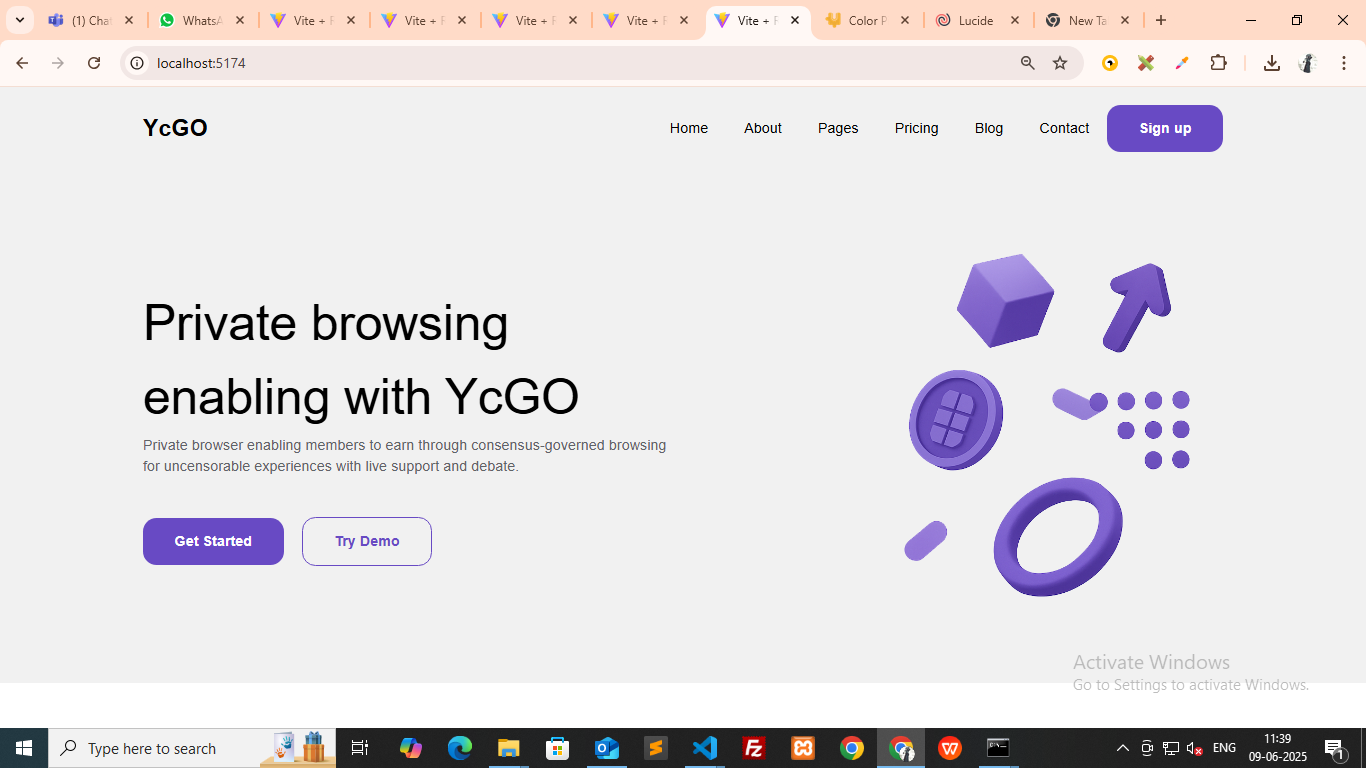 (1) Cha
WhatsA
Vite + R
Vite + R
Vite + R
Vite + R
Vite + R
Color P
Lucide
New Ta
localhost:5174
YcGO
Home About Pages Pricing Blog Contact Sign up
Private browsing
enabling with YcGO
Private browser enabling members to earn through consensus-governed browsing
for uncensorable experiences with live support and debate.
Get Started Try Demo
Activate Windows
Go to Settings to activate Windows.
Type here to search
ENG
11:39
09-06-2025
1